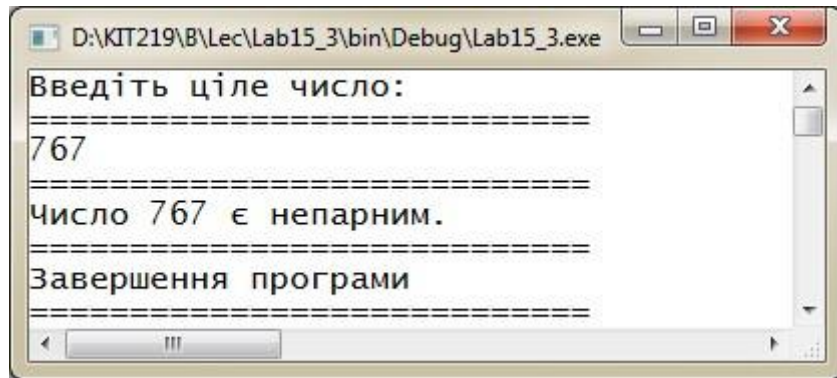 D:\KIT219\B\Lec\Lab15_3\bin\Debug\Lab15_3.exe
Введіть ціле число:
============================
767
============================
Число 767 є непарним.
============================
Завершення програми
============================